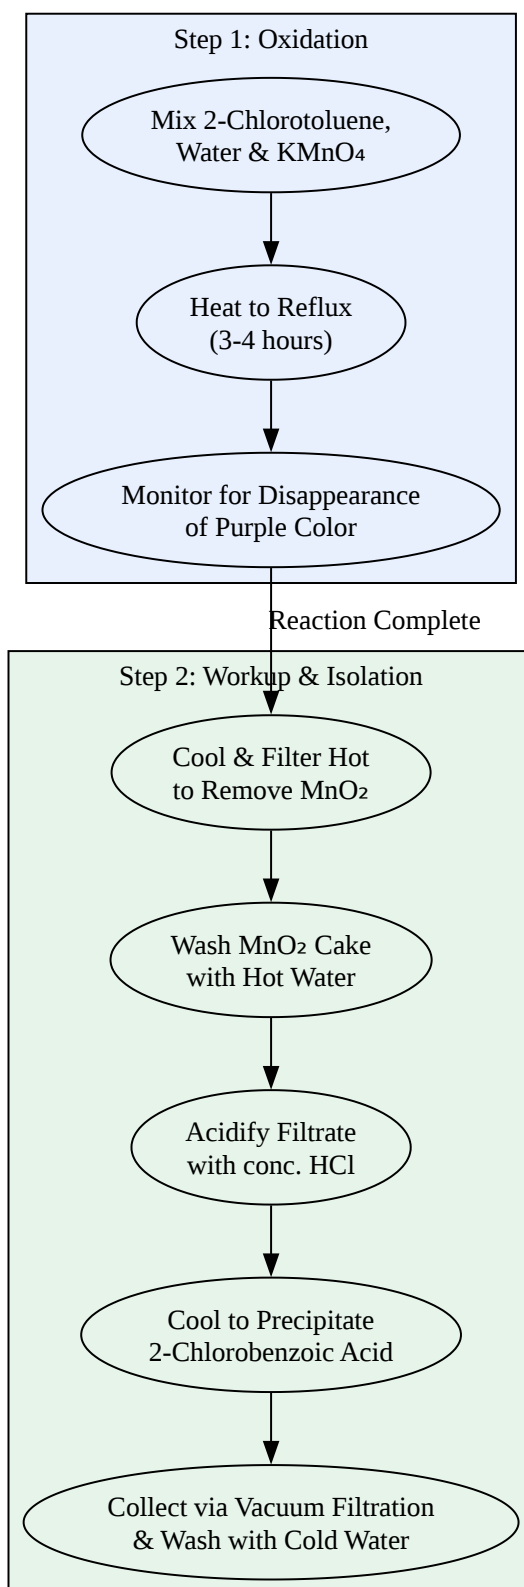 Step 1: Oxidation
Mix 2-Chlorotoluene,
Water & KMnO₄
Heat to Reflux
(3-4 hours)
Monitor for Disappearance
of Purple Color
Reaction Complete
Step 2: Workup & Isolation
Cool & Filter Hot
to Remove MnO₂
Wash MnO₂ Cake
with Hot Water
Acidify Filtrate
with conc. HCl
Cool to Precipitate
2-Chlorobenzoic Acid
Collect via Vacuum Filtration
& Wash with Cold Water